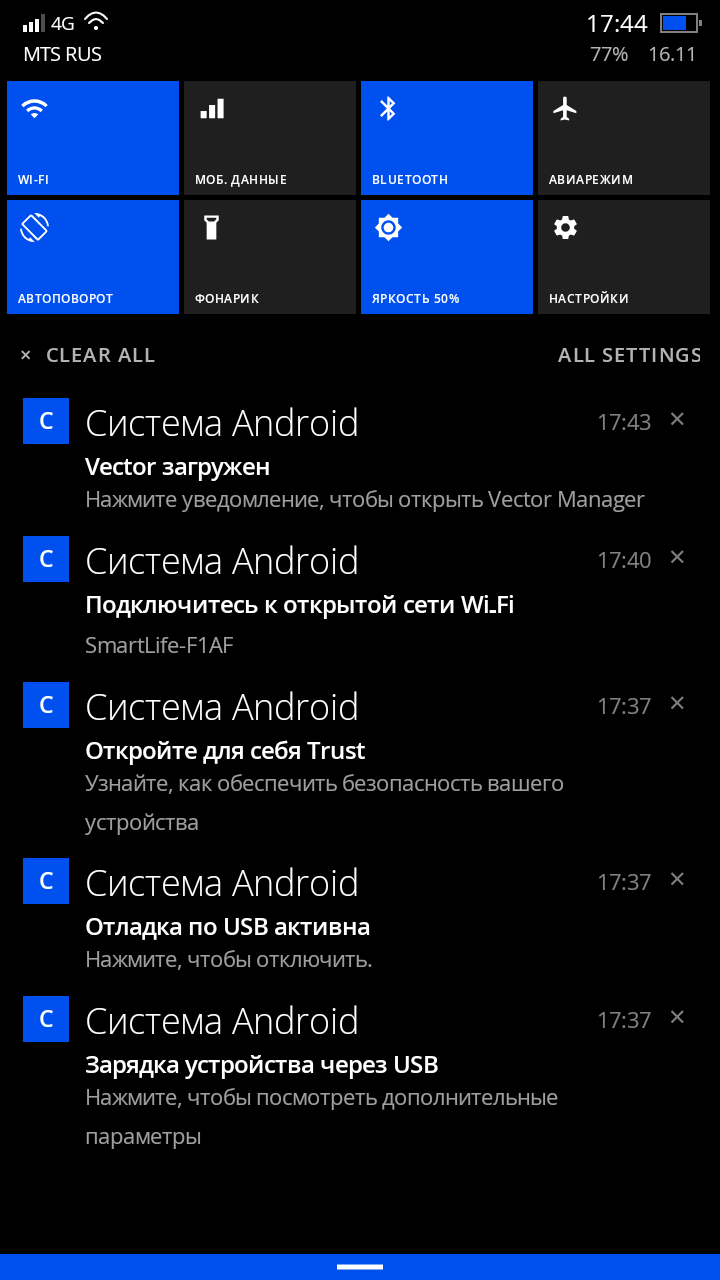 4G 17:44
MTS RUS 77% 16.11
WI-FI МОБ. ДАННЫЕ BLUETOOTH АВИАРЕЖИМ
АВТОПОВОРОТ ФОНАРИК ЯРКОСТЬ 50% НАСТРОЙКИ
× CLEAR ALL ALL SETTINGS
С Система Android 17:43 ×
Vector загружен
Нажмите уведомление, чтобы открыть Vector Manager
С Система Android 17:40 ×
Подключитесь к открытой сети Wi-Fi
SmartLife-F1AF
С Система Android 17:37 ×
Откройте для себя Trust
Узнайте, как обеспечить безопасность вашего
устройства
С Система Android 17:37 ×
Отладка по USB активна
Нажмите, чтобы отключить.
С Система Android 17:37 ×
Зарядка устройства через USB
Нажмите, чтобы посмотреть дополнительные
параметры